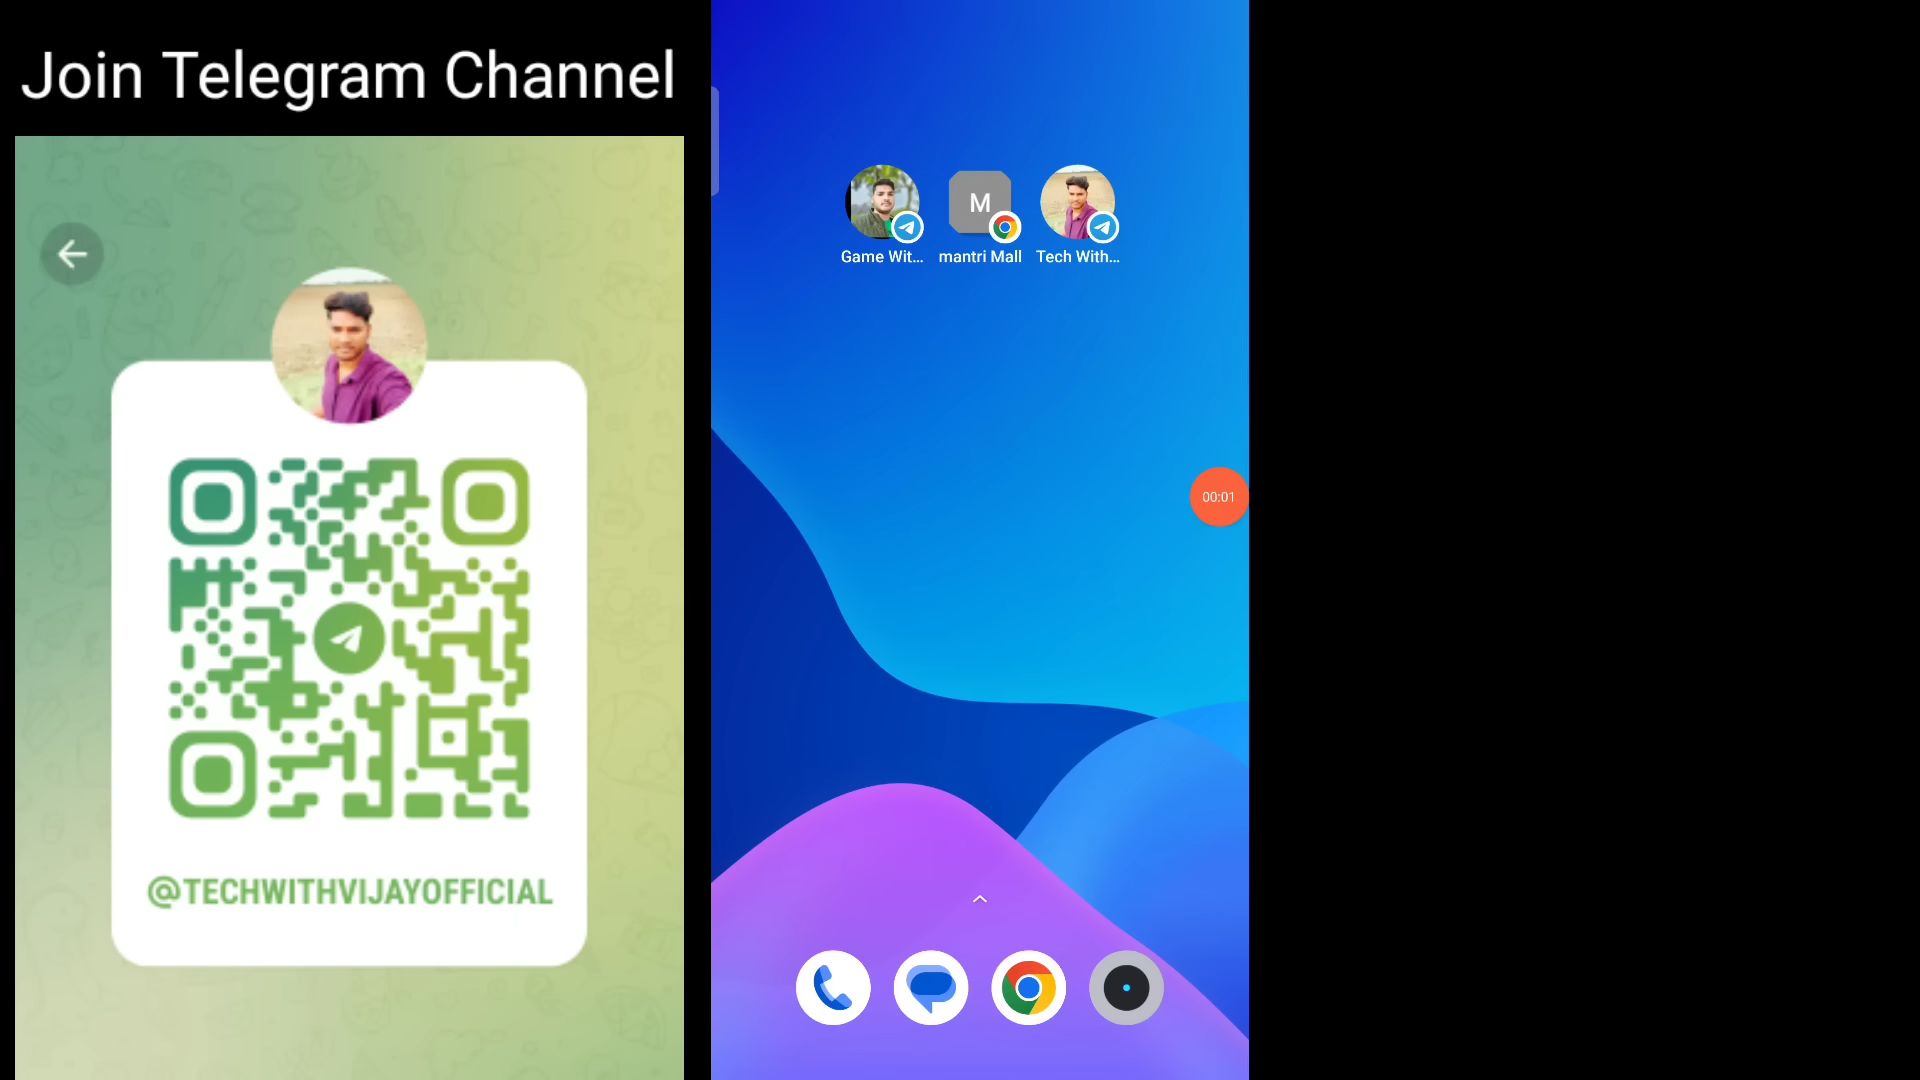 Join Telegram Channel
@TECHWITHVIJAYOFFICIAL
M
Game Wit...
mantri Mall
Tech With...
00:01